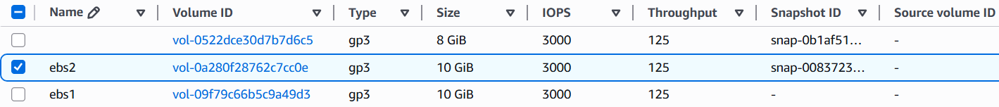 Name Volume ID Type Size IOPS Throughput Snapshot ID Source volume ID
vol-0522dce30d7b7d6c5 gp3 8 GiB 3000 125 snap-0b1af51... -
ebs2 vol-0a280f28762c7cc0e gp3 10 GiB 3000 125 snap-0083723... -
ebs1 vol-09f79c66b5c9a49d3 gp3 10 GiB 3000 125 - -